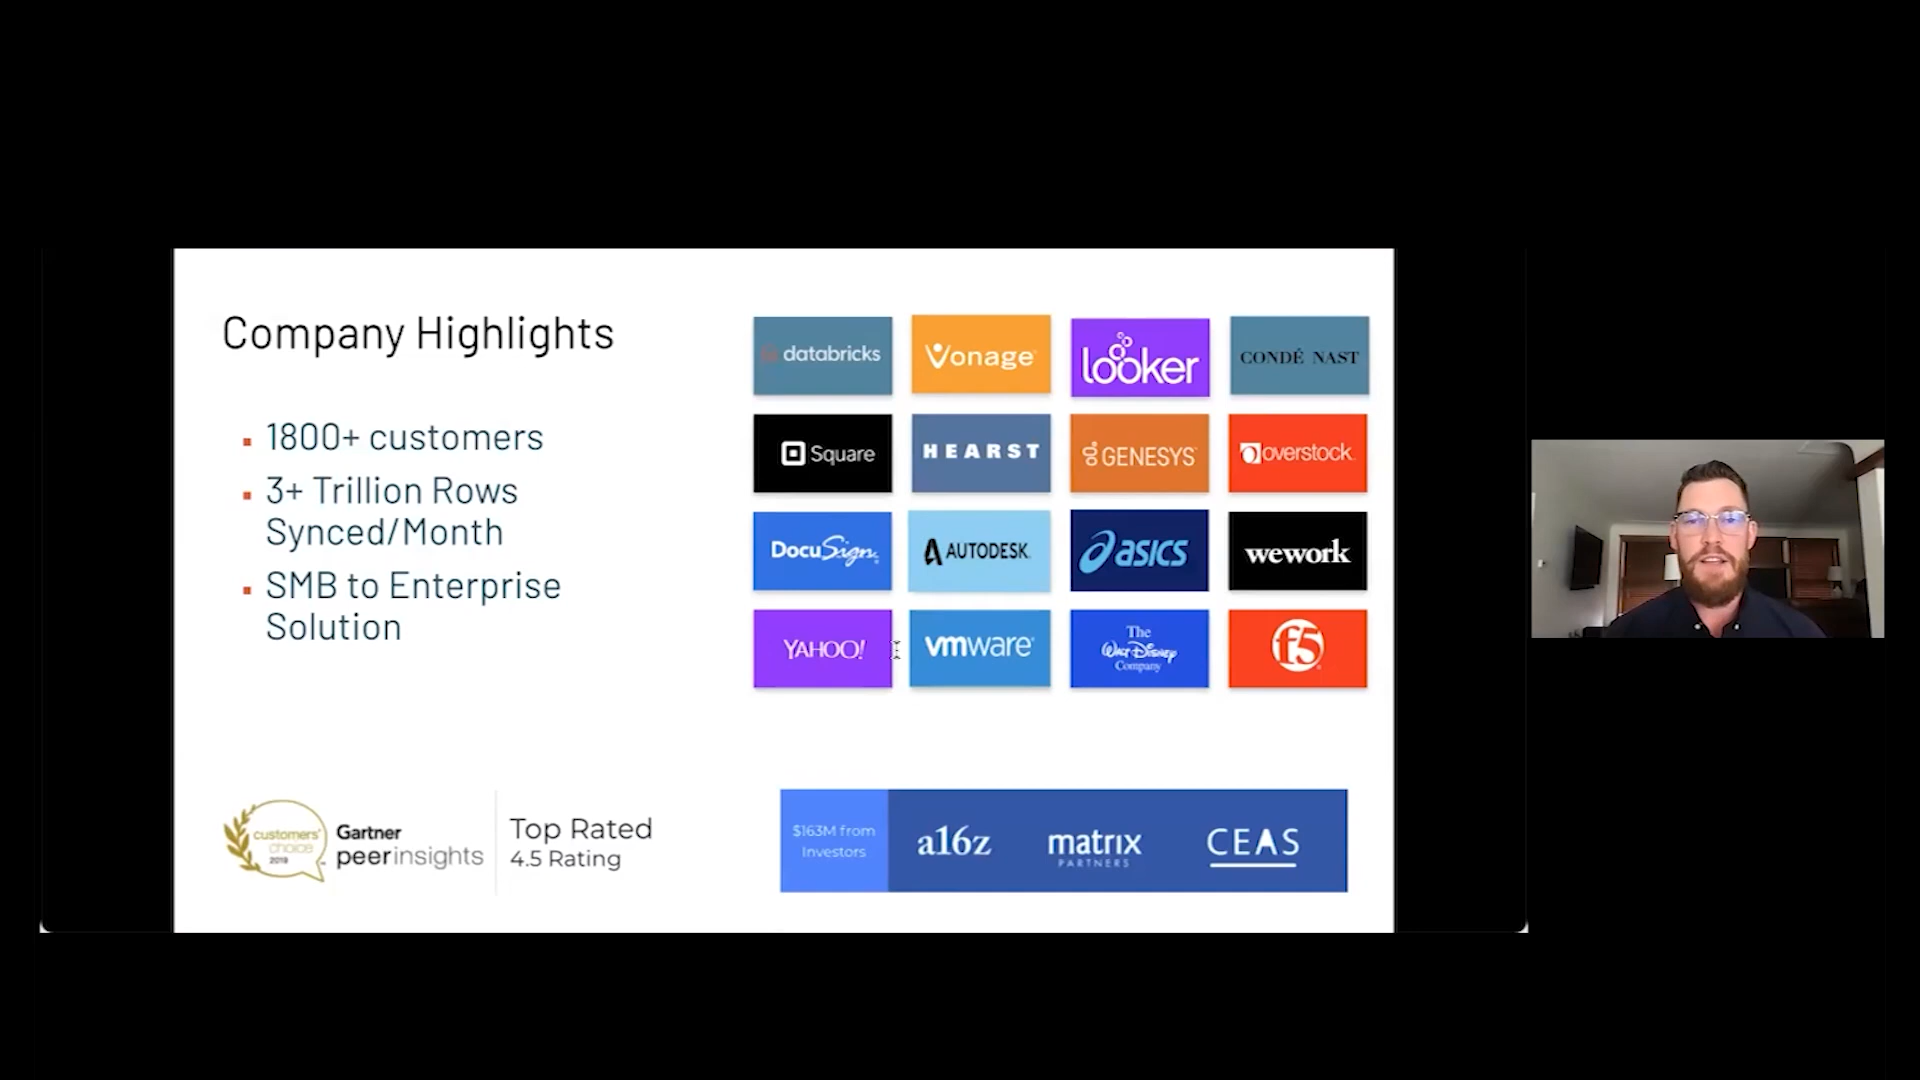 Company Highlights
1800+ customers
3+ Trillion Rows
Synced/Month
SMB to Enterprise
Solution
databricks
Vonage
looker
CONDÉ NAST
Square
HEARST
GENESYS
overstock
DocuSign
AUTODESK
asics
wework
YAHOO!
vmware
The
Walt Disney
Company
f5
customers'
choice
2019
Gartner
peerinsights
Top Rated
4.5 Rating
$163M from
Investors
a16z
matrix
PARTNERS
CEAS